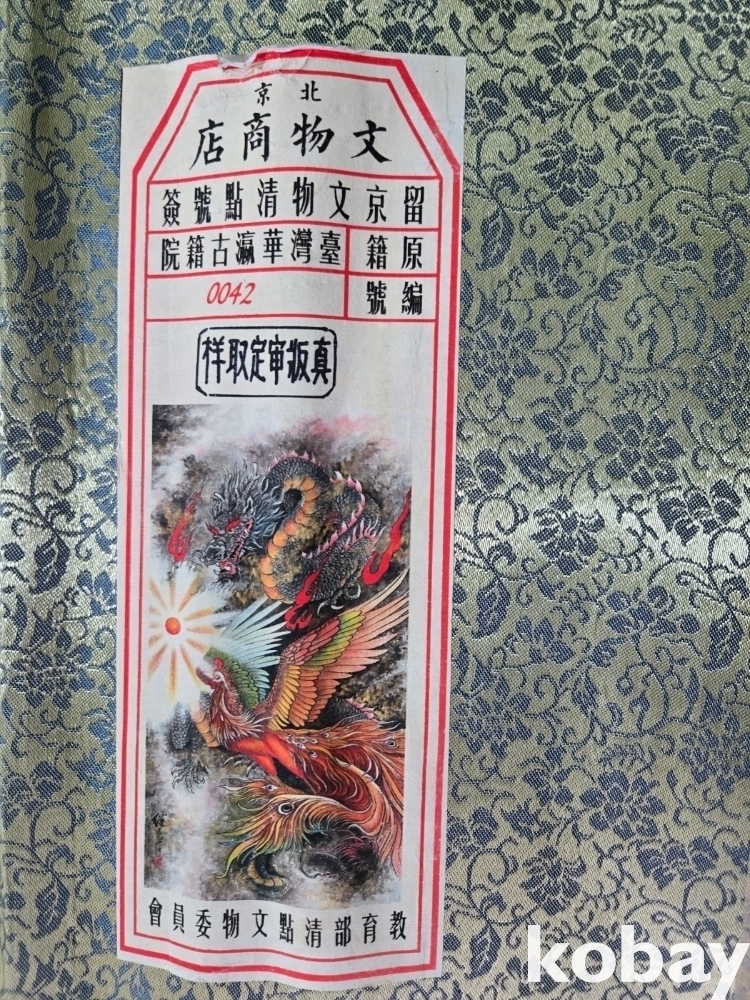 北京
文物商店
留京文物清點號簽
原籍
臺灣華瀛古籍院
編號
0042
真板审定取样
教育部清點文物委員會
kobay